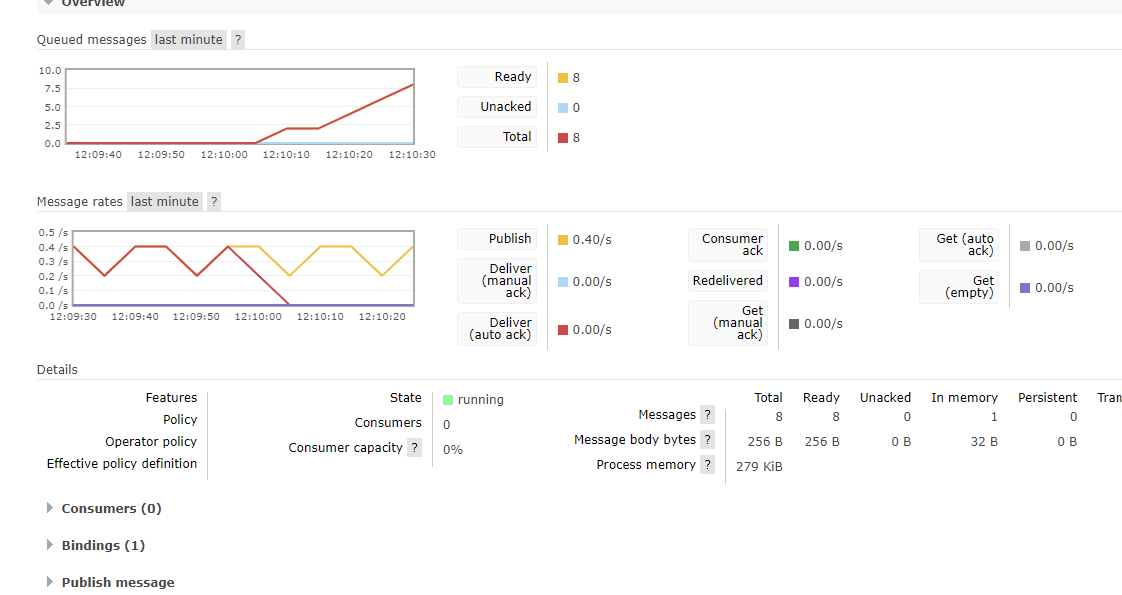 Overview
Queued messages last minute ?
10.0
7.5
5.0
2.5
0.0
12:09:40 12:09:50 12:10:00 12:10:10 12:10:20 12:10:30
Ready 8
Unacked 0
Total 8
Message rates last minute ?
0.5 /s
0.4 /s
0.3 /s
0.2 /s
0.1 /s
0.0 /s
12:09:30 12:09:40 12:09:50 12:10:00 12:10:10 12:10:20
Publish 0.40/s
Deliver
(manual
ack) 0.00/s
Deliver
(auto ack) 0.00/s
Consumer
ack 0.00/s
Redelivered 0.00/s
Get
(manual
ack) 0.00/s
Get (auto
ack) 0.00/s
Get
(empty) 0.00/s
Details
Features
Policy
Operator policy
Effective policy definition
State running
Consumers 0
Consumer capacity ? 0%
Total Ready Unacked In memory Persistent Tran
Messages ? 8 8 0 1 0
Message body bytes ? 256 B 256 B 0 B 32 B 0 B
Process memory ? 279 KiB
Consumers (0)
Bindings (1)
Publish message